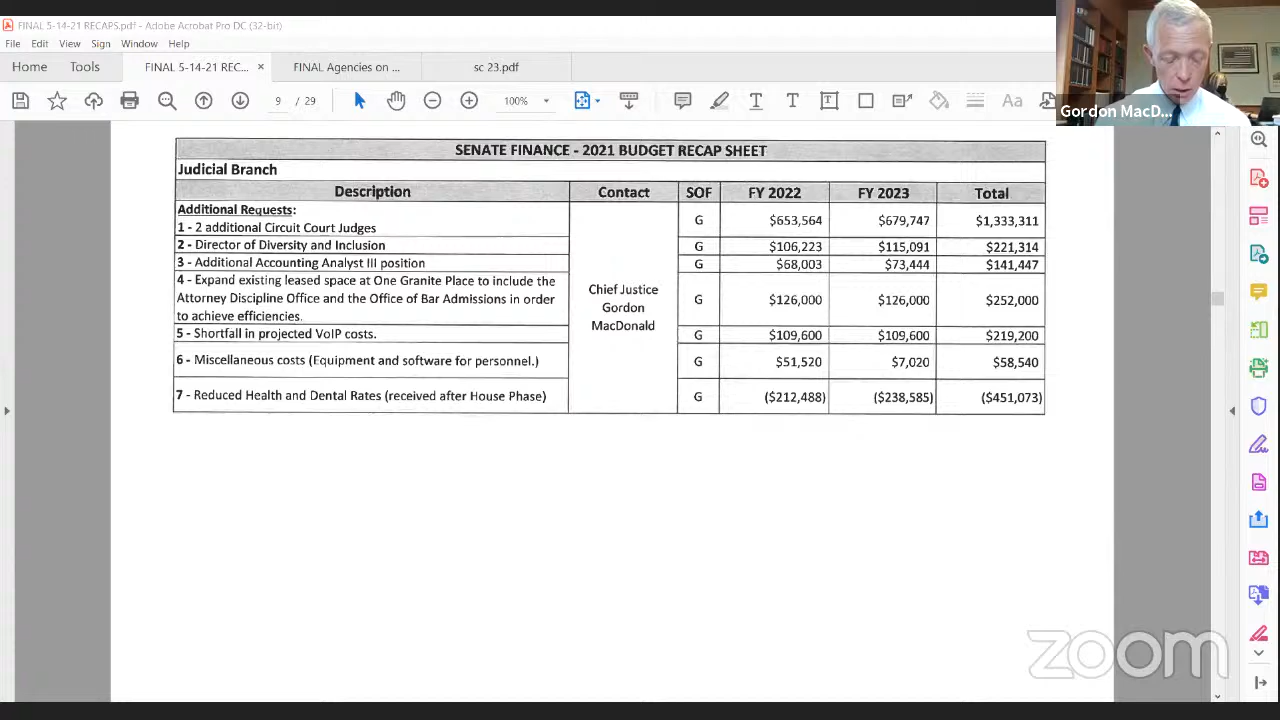 FINAL 5-14-21 RECAPS.pdf - Adobe Acrobat Pro DC (32-bit)
File Edit View Sign Window Help
Home Tools FINAL 5-14-21 REC... × FINAL Agencies on ... sc 23.pdf
100%
Aa
Gordon MacD...
SENATE FINANCE - 2021 BUDGET RECAP SHEET
Judicial Branch
Description Contact SOF FY 2022 FY 2023 Total
Additional Requests:
1 - 2 additional Circuit Court Judges G $653,564 $679,747 $1,333,311
2 - Director of Diversity and Inclusion G $106,223 $115,091 $221,314
3 - Additional Accounting Analyst III position G $68,003 $73,444 $141,447
4 - Expand existing leased space at One Granite Place to include the
Attorney Discipline Office and the Office of Bar Admissions in order
to achieve efficiencies. G $126,000 $126,000 $252,000
Chief Justice
Gordon
MacDonald
5 - Shortfall in projected VoIP costs. G $109,600 $109,600 $219,200
6 - Miscellaneous costs (Equipment and software for personnel.) G $51,520 $7,020 $58,540
7 - Reduced Health and Dental Rates (received after House Phase) G ($212,488) ($238,585) ($451,073)
zoom